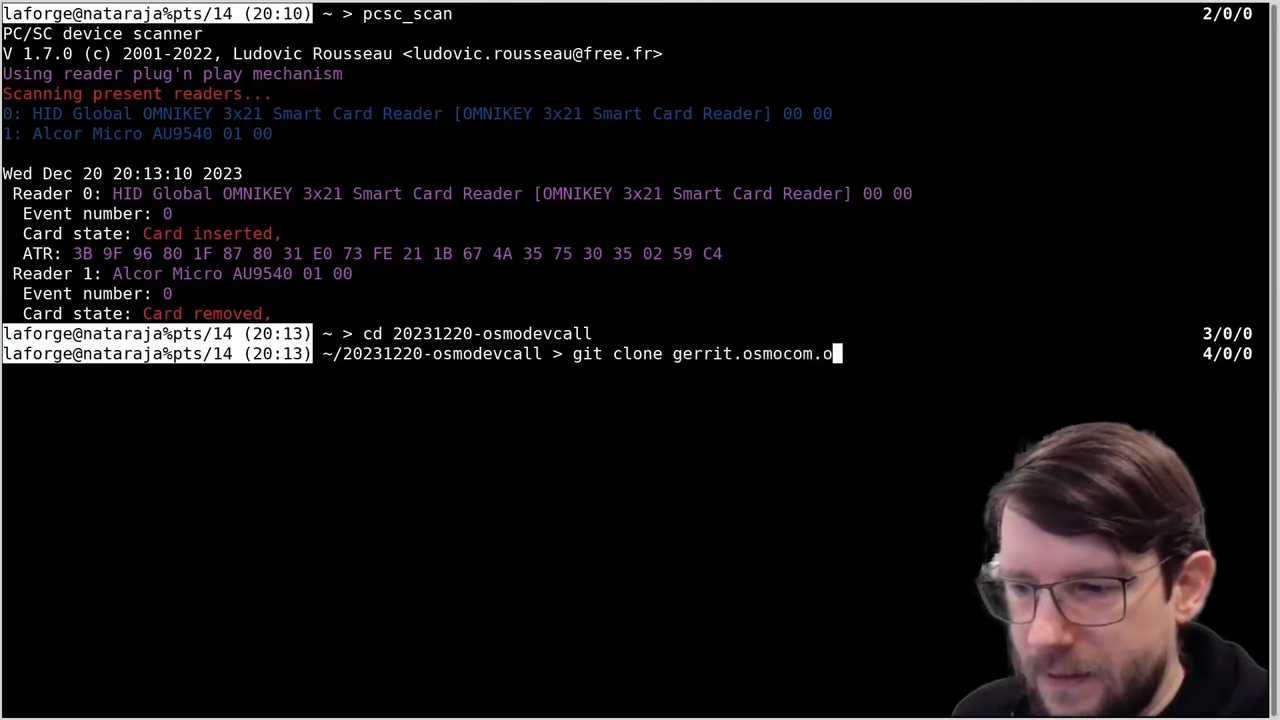 laforge@nataraja%pts/14 (20:10) ~ > pcsc_scan 2/0/0
PC/SC device scanner
V 1.7.0 (c) 2001-2022, Ludovic Rousseau <ludovic.rousseau@free.fr>
Using reader plug'n play mechanism
Scanning present readers...
0: HID Global OMNIKEY 3x21 Smart Card Reader [OMNIKEY 3x21 Smart Card Reader] 00 00
1: Alcor Micro AU9540 01 00
Wed Dec 20 20:13:10 2023
Reader 0: HID Global OMNIKEY 3x21 Smart Card Reader [OMNIKEY 3x21 Smart Card Reader] 00 00
Event number: 0
Card state: Card inserted,
ATR: 3B 9F 96 80 1F 87 80 31 E0 73 FE 21 1B 67 4A 35 75 30 35 02 59 C4
Reader 1: Alcor Micro AU9540 01 00
Event number: 0
Card state: Card removed,
laforge@nataraja%pts/14 (20:13) ~ > cd 20231220-osmodevcall 3/0/0
laforge@nataraja%pts/14 (20:13) ~/20231220-osmodevcall > git clone gerrit.osmocom.o 4/0/0